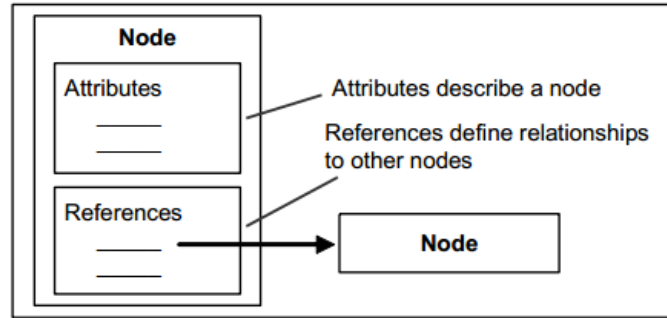 Node
Attributes
Attributes describe a node
References define relationships
to other nodes
References
Node